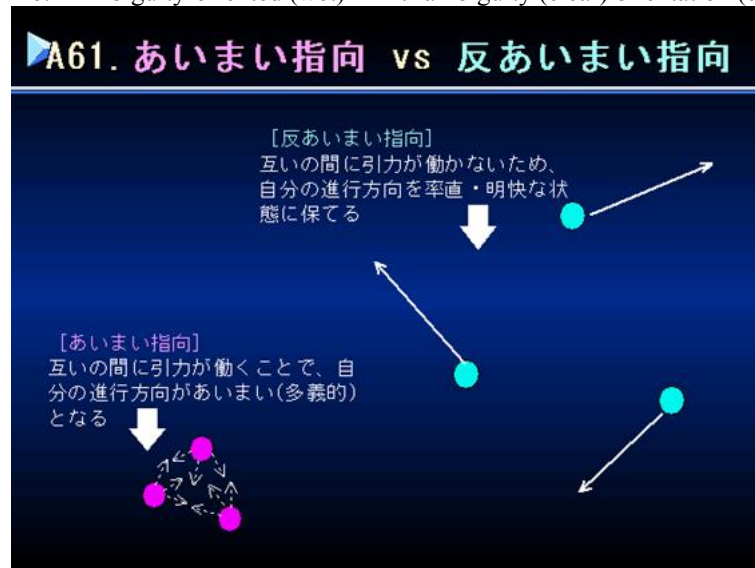 A61.あいまい指向 vs 反あいまい指向
[反あいまい指向]
互いの間に引力が働かないため、
自分の進行方向を率直・明快な状
態に保てる
[あいまい指向]
互いの間に引力が働くことで、自
分の進行方向があいまい(多義的)
となる